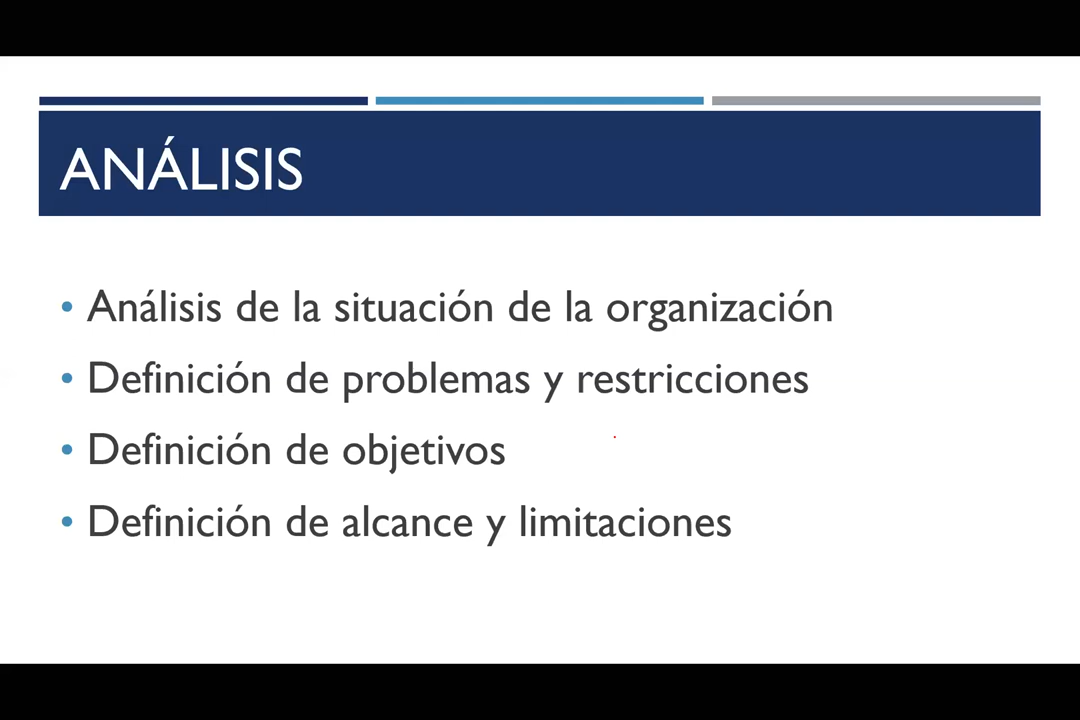 ANÁLISIS
• Análisis de la situación de la organización
• Definición de problemas y restricciones
• Definición de objetivos
• Definición de alcance y limitaciones